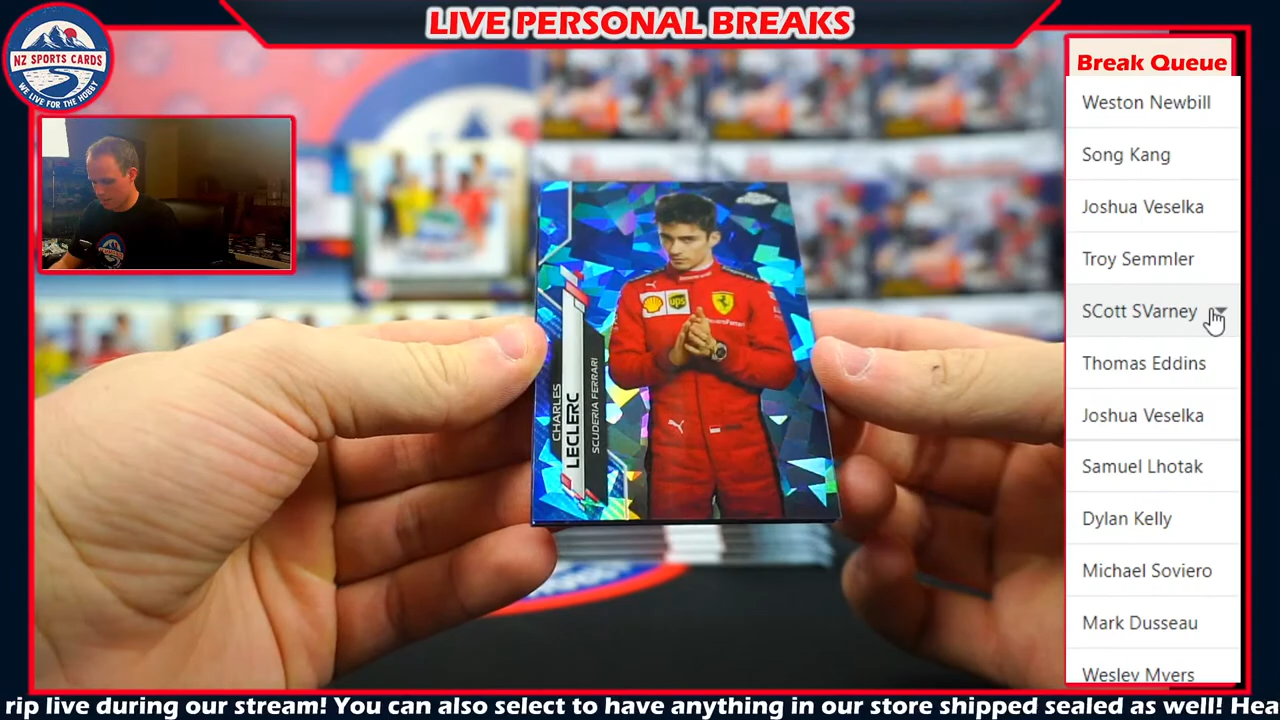 LIVE PERSONAL BREAKS
NZ SPORTS CARDS
WE LIVE FOR THE HOBBY
Break Queue
Weston Newbill
Song Kang
Joshua Veselka
Troy Semmler
SCott SVarney
Thomas Eddins
Joshua Veselka
Samuel Lhotak
Dylan Kelly
Michael Soviero
Mark Dusseau
Wesley Myers
CHARLES
LECLERC
SCUDERIA FERRARI
ups
rip live during our stream! You can also select to have anything in our store shipped sealed as well! Hea